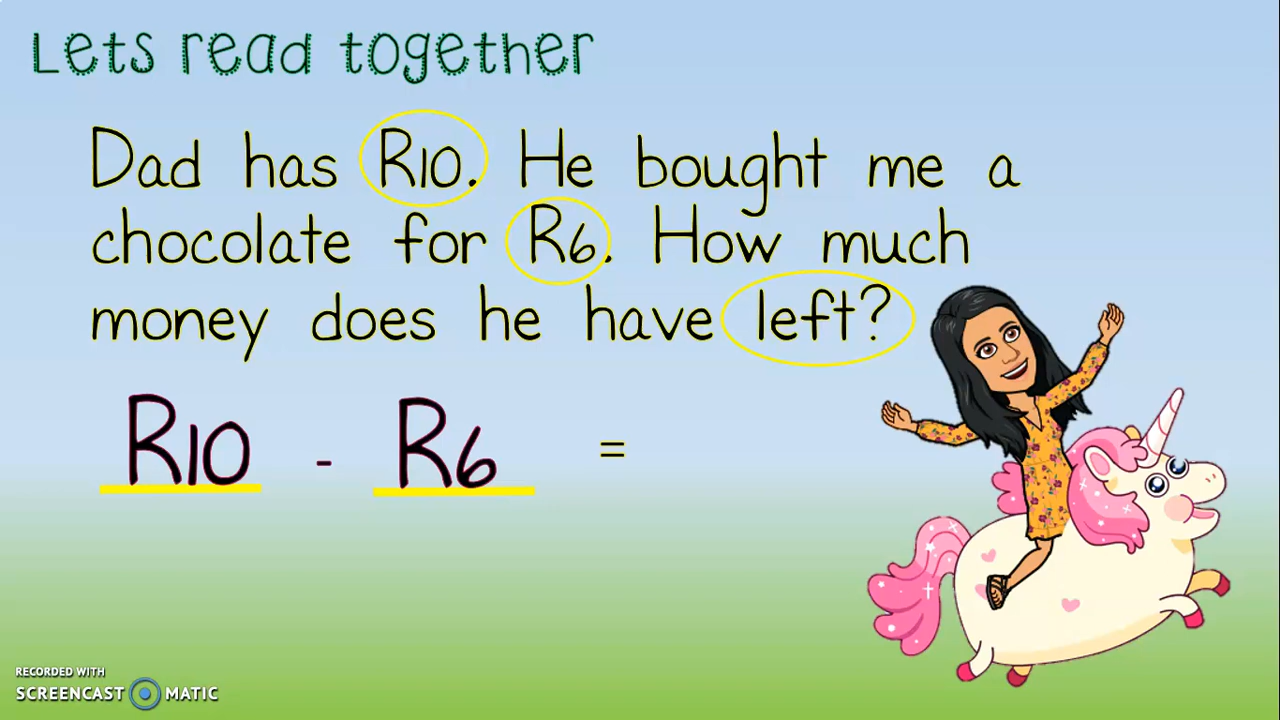 Lets read together
Dad has R10. He bought me a
chocolate for R6. How much
money does he have left?
R10 - R6 =
RECORDED WITH
SCREENCAST MATIC